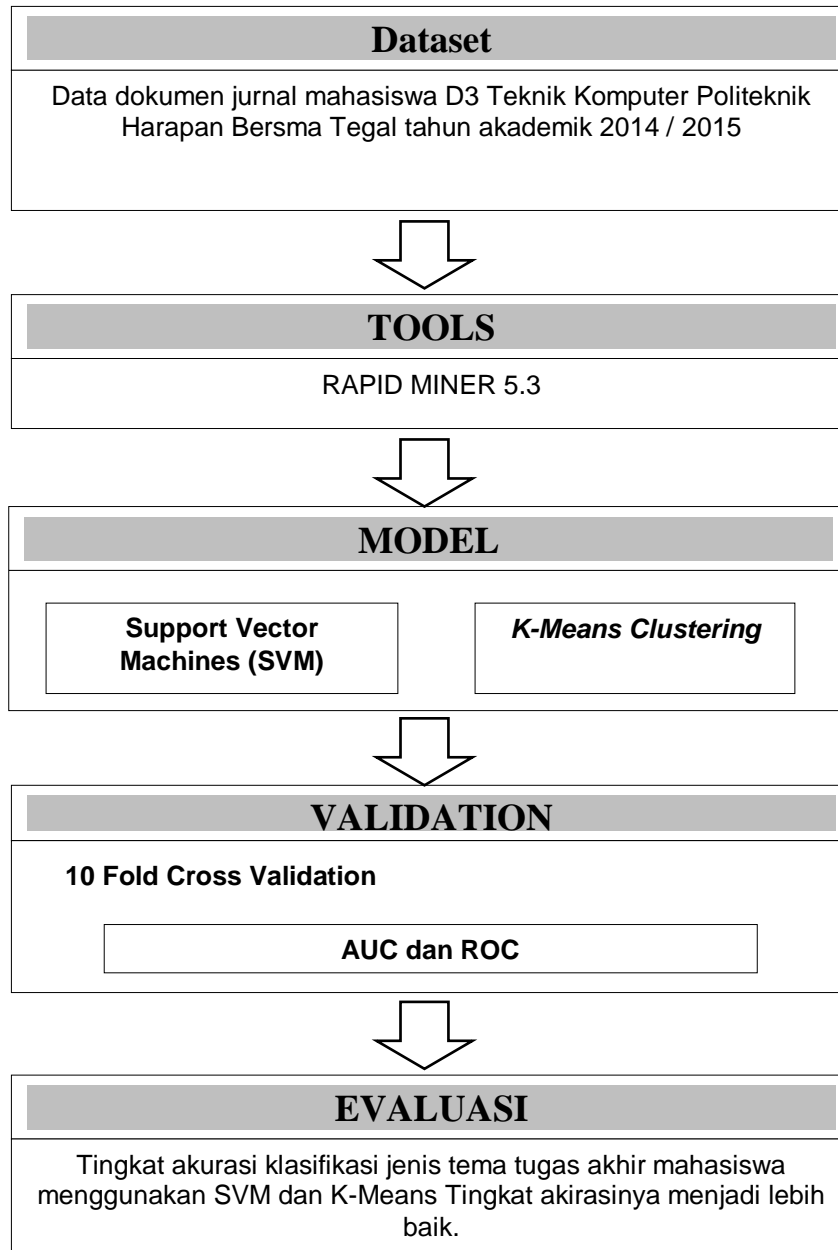 Dataset
Data dokumen jurnal mahasiswa D3 Teknik Komputer Politeknik
Harapan Bersma Tegal tahun akademik 2014 / 2015
TOOLS
RAPID MINER 5.3
MODEL
Support Vector
Machines (SVM)
K-Means Clustering
VALIDATION
10 Fold Cross Validation
AUC dan ROC
EVALUASI
Tingkat akurasi klasifikasi jenis tema tugas akhir mahasiswa
menggunakan SVM dan K-Means Tingkat akirasinya menjadi lebih
baik.